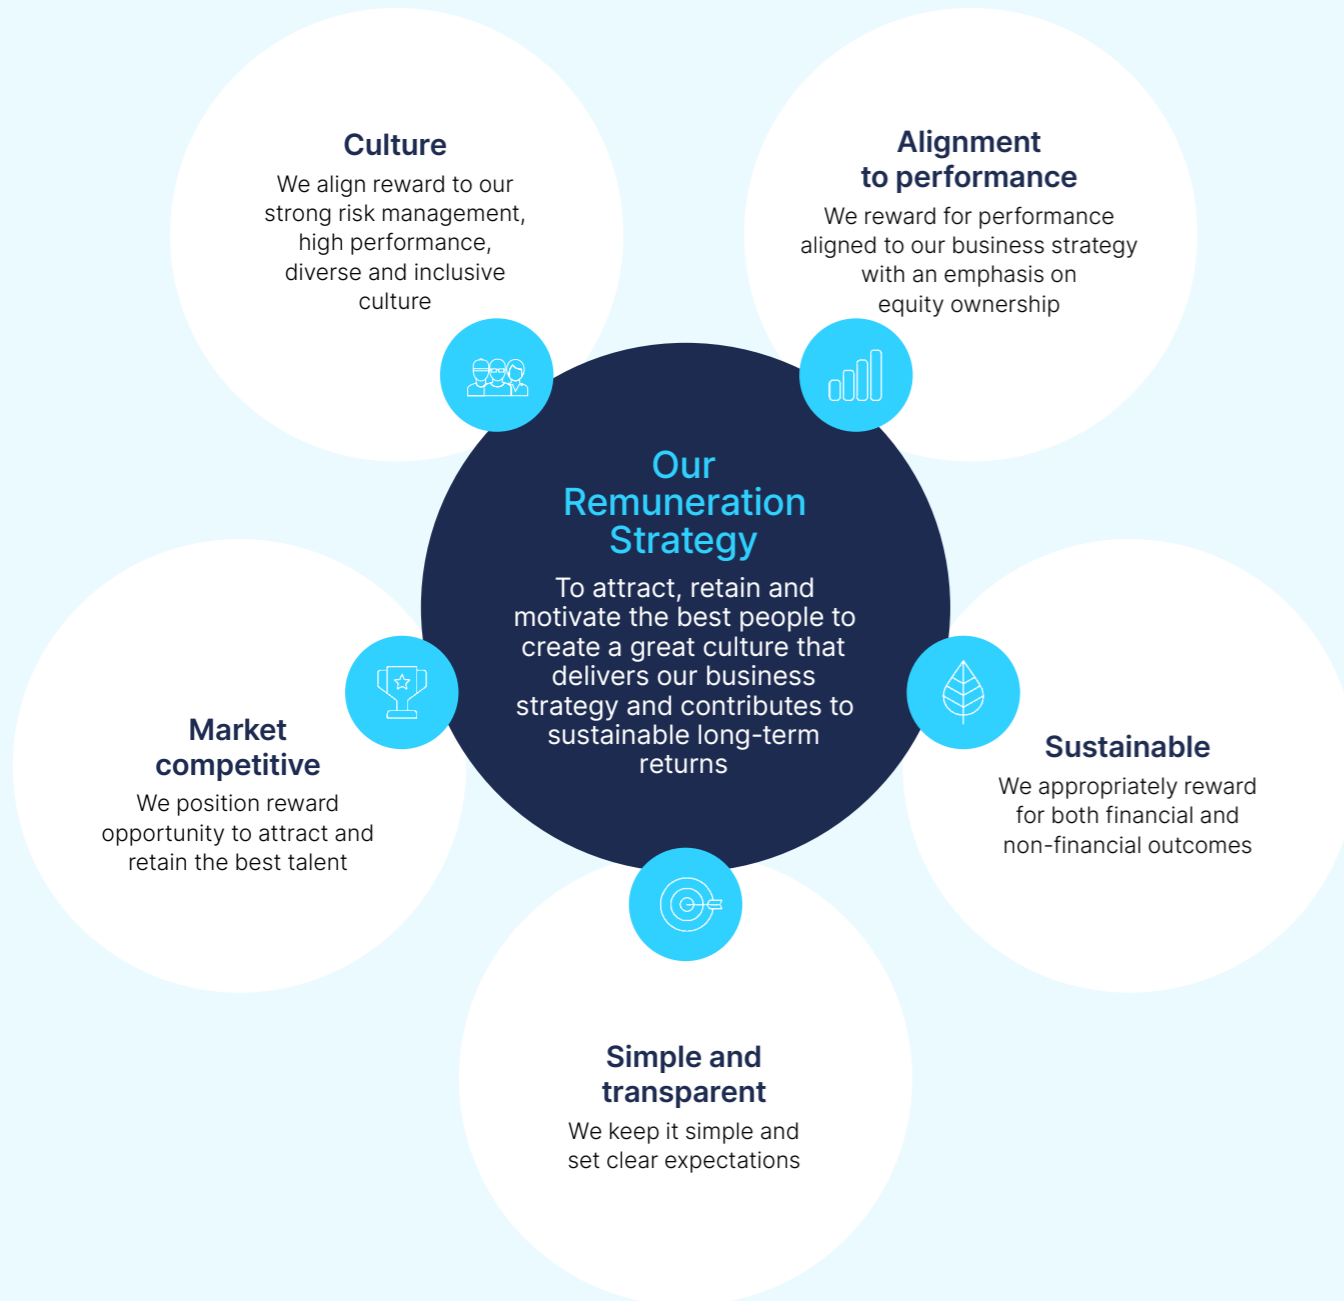 Culture
We align reward to our
strong risk management,
high performance,
diverse and inclusive
culture
Alignment
to performance
We reward for performance
aligned to our business strategy
with an emphasis on
equity ownership
Our
Remuneration
Strategy
To attract, retain and
motivate the best people to
create a great culture that
delivers our business
strategy and contributes to
sustainable long-term
returns
Market
competitive
We position reward
opportunity to attract and
retain the best talent
Sustainable
We appropriately reward
for both financial and
non-financial outcomes
Simple and
transparent
We keep it simple and
set clear expectations